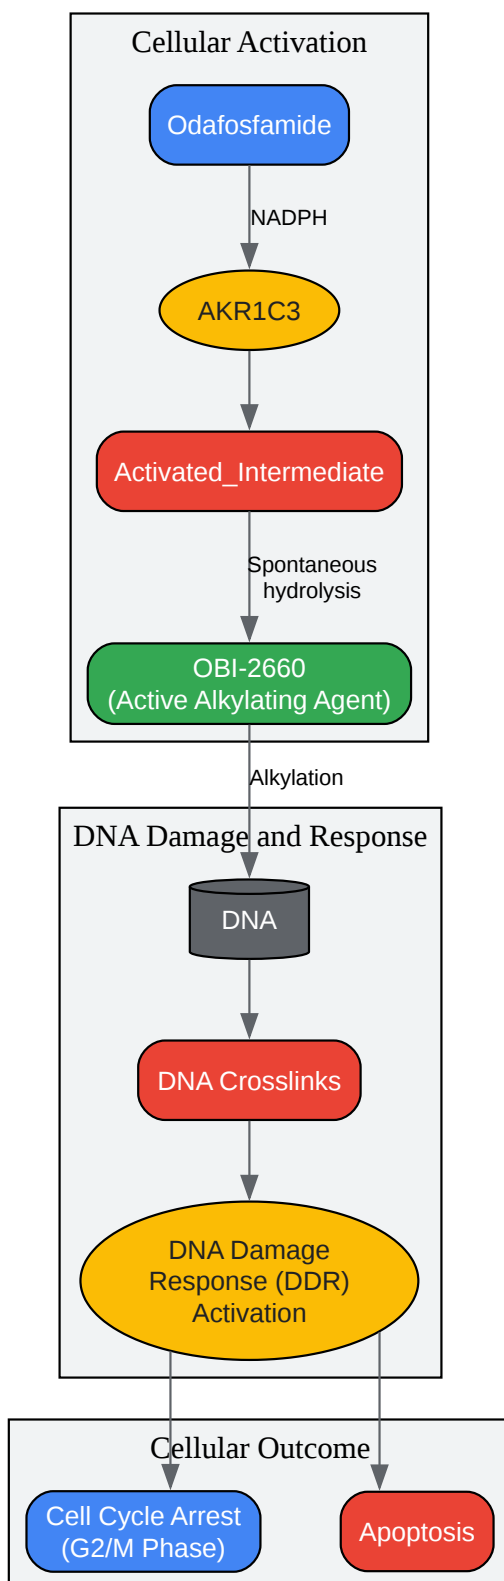 Cellular Activation
Odafosfamide
NADPH
AKR1C3
Activated_Intermediate
Spontaneous
hydrolysis
OBI-2660
(Active Alkylating Agent)
Alkylation
DNA Damage and Response
DNA
DNA Crosslinks
DNA Damage
Response (DDR)
Activation
Cellular Outcome
Cell Cycle Arrest
(G2/M Phase)
Apoptosis